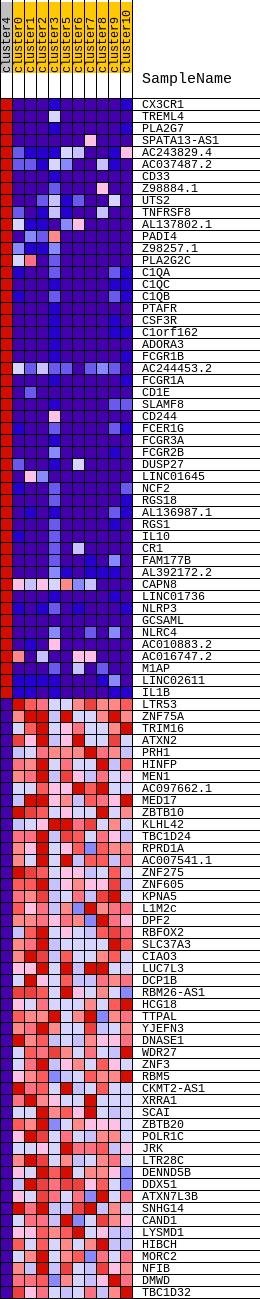 cluster4
cluster0
cluster1
cluster2
cluster3
cluster5
cluster6
cluster7
cluster8
cluster9
cluster10
SampleName
CX3CR1
TREML4
PLA2G7
SPATA13-AS1
AC243829.4
AC037487.2
CD33
Z98884.1
UTS2
TNFRSF8
AL137802.1
PADI4
Z98257.1
PLA2G2C
C1QA
C1QC
C1QB
PTAFR
CSF3R
C1orf162
ADORA3
FCGR1B
AC244453.2
FCGR1A
CD1E
SLAMF8
CD244
FCER1G
FCGR3A
FCGR2B
DUSP27
LINC01645
NCF2
RGS18
AL136987.1
RGS1
IL10
CR1
FAM177B
AL392172.2
CAPN8
LINC01736
NLRP3
GCSAML
NLRC4
AC010883.2
AC016747.2
M1AP
LINC02611
IL1B
LTR53
ZNF75A
TRIM16
ATXN2
PRH1
HINFP
MEN1
AC097662.1
MED17
ZBTB10
KLHL42
TBC1D24
RPRD1A
AC007541.1
ZNF275
ZNF605
KPNA5
L1M2c
DPF2
RBFOX2
SLC37A3
CIAO3
LUC7L3
DCP1B
RBM26-AS1
HCG18
TTPAL
YJEFN3
DNASE1
WDR27
ZNF3
RBM5
CKMT2-AS1
XRRA1
SCAI
ZBTB20
POLR1C
JRK
LTR28C
DENND5B
DDX51
ATXN7L3B
SNHG14
CAND1
LYSMD1
HIBCH
MORC2
NFIB
DMWD
TBC1D32